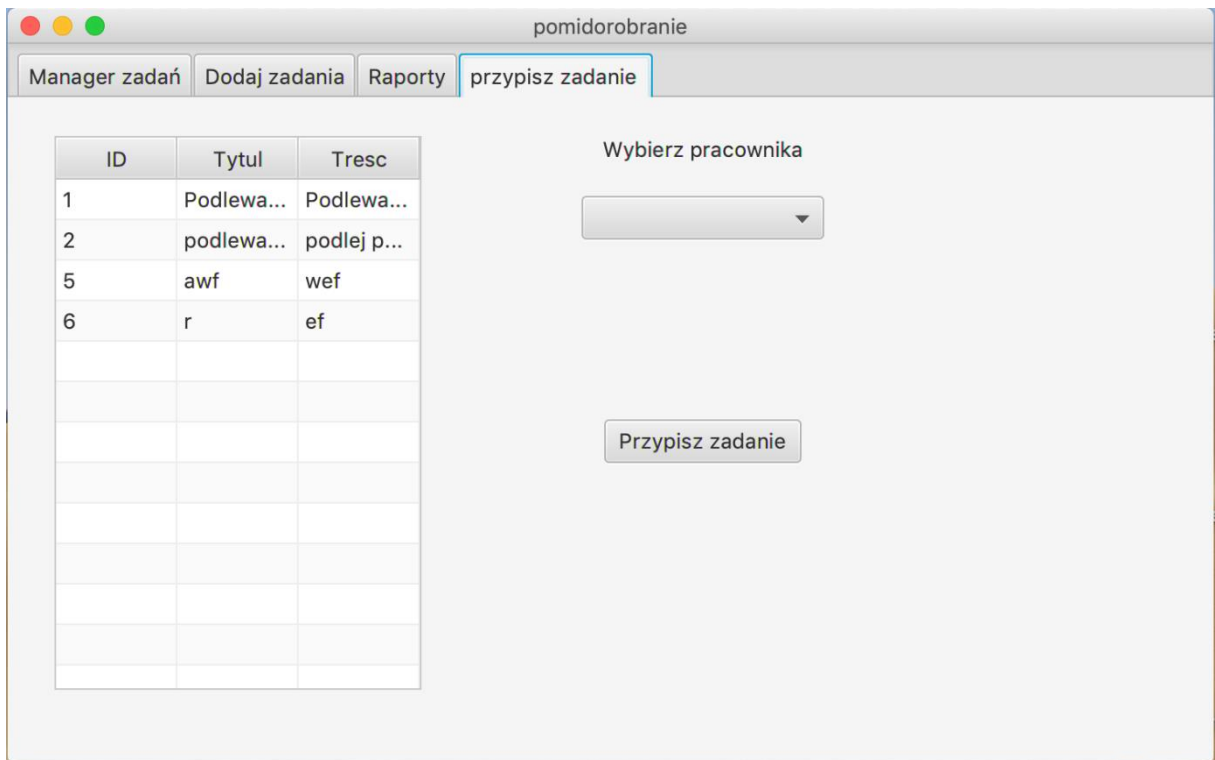 pomidorobranie
Manager zadań Dodaj zadania Raporty przypisz zadanie
Wybierz pracownika
ID Tytul Tresc
1 Podlewa... Podlewa...
2 podlewa... podlej p...
5 awf wef
6 r ef
Przypisz zadanie